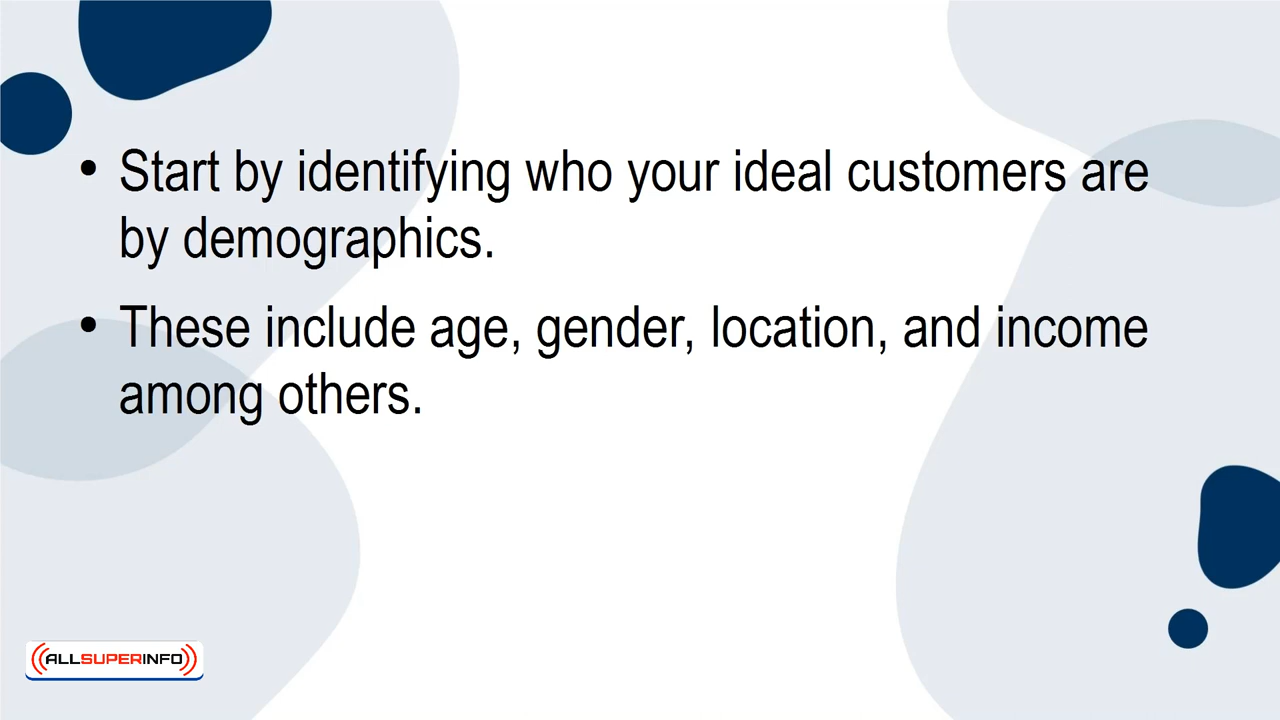 • Start by identifying who your ideal customers are
by demographics.
• These include age, gender, location, and income
among others.
ALLSUPERINFO